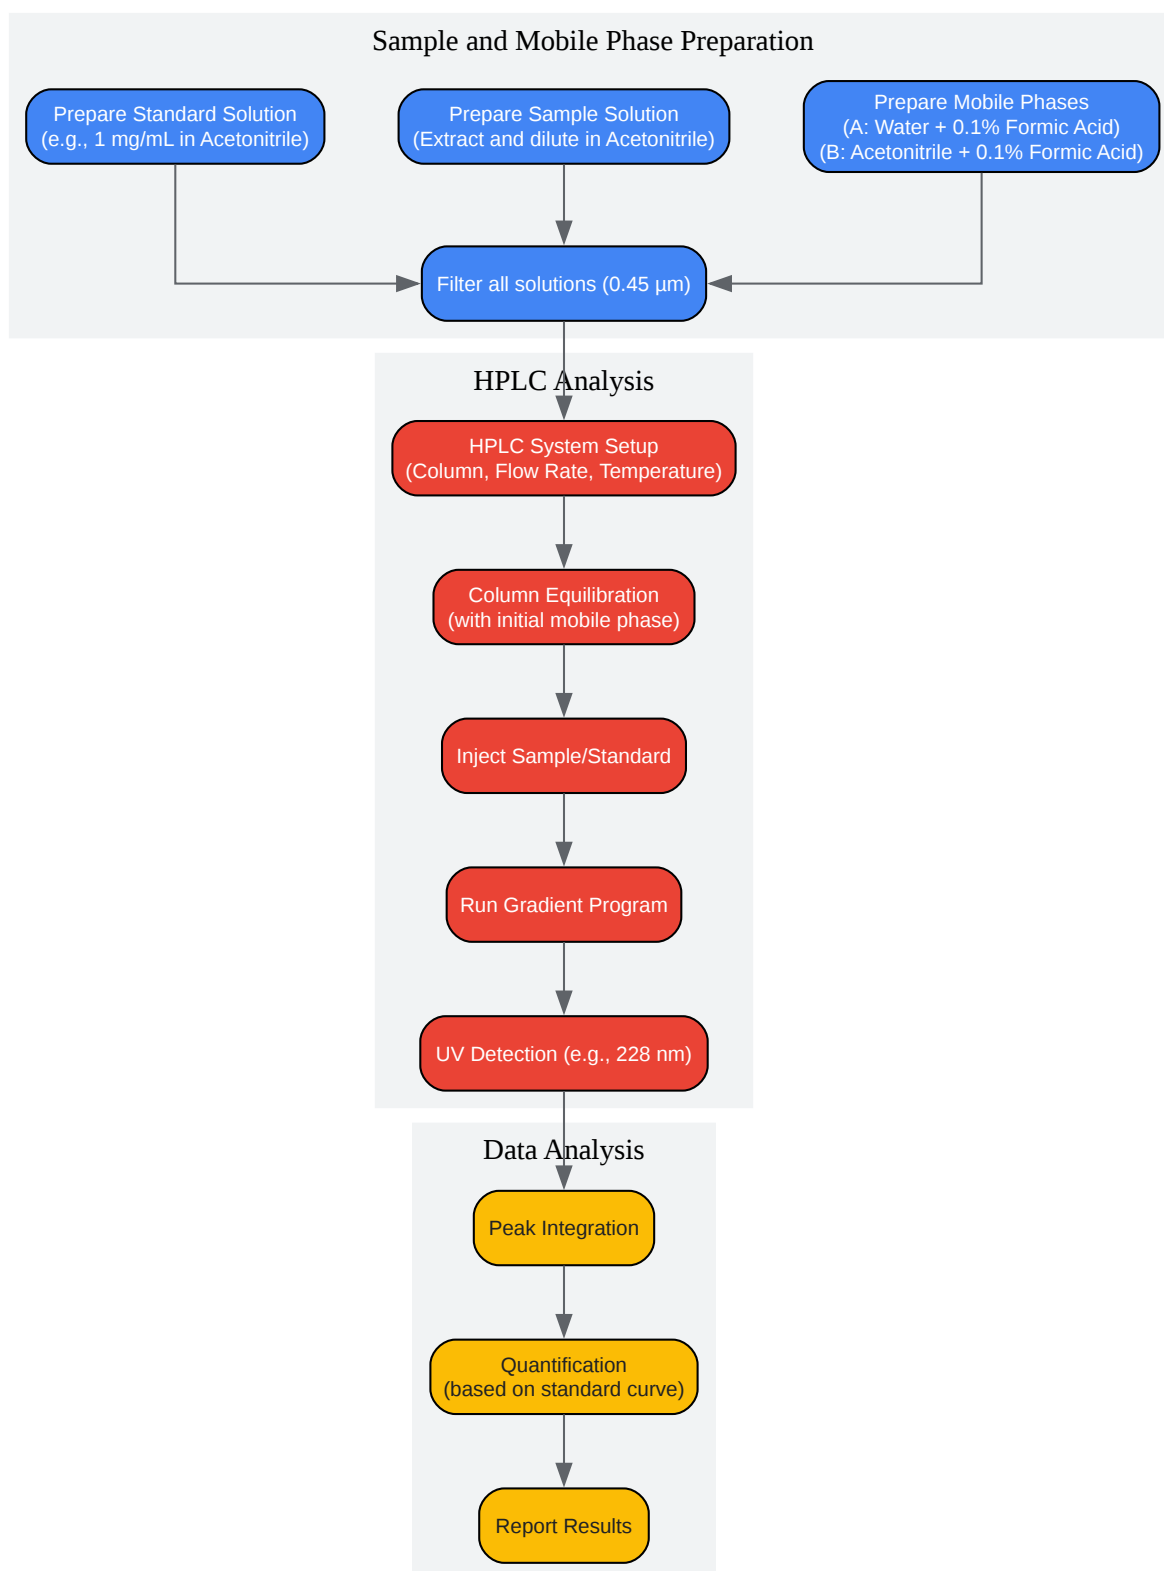 Sample and Mobile Phase Preparation
Prepare Standard Solution
(e.g., 1 mg/mL in Acetonitrile)
Prepare Sample Solution
(Extract and dilute in Acetonitrile)
Prepare Mobile Phases
(A: Water + 0.1% Formic Acid)
(B: Acetonitrile + 0.1% Formic Acid)
Filter all solutions (0.45 µm)
HPLC Analysis
HPLC System Setup
(Column, Flow Rate, Temperature)
Column Equilibration
(with initial mobile phase)
Inject Sample/Standard
Run Gradient Program
UV Detection (e.g., 228 nm)
Data Analysis
Peak Integration
Quantification
(based on standard curve)
Report Results